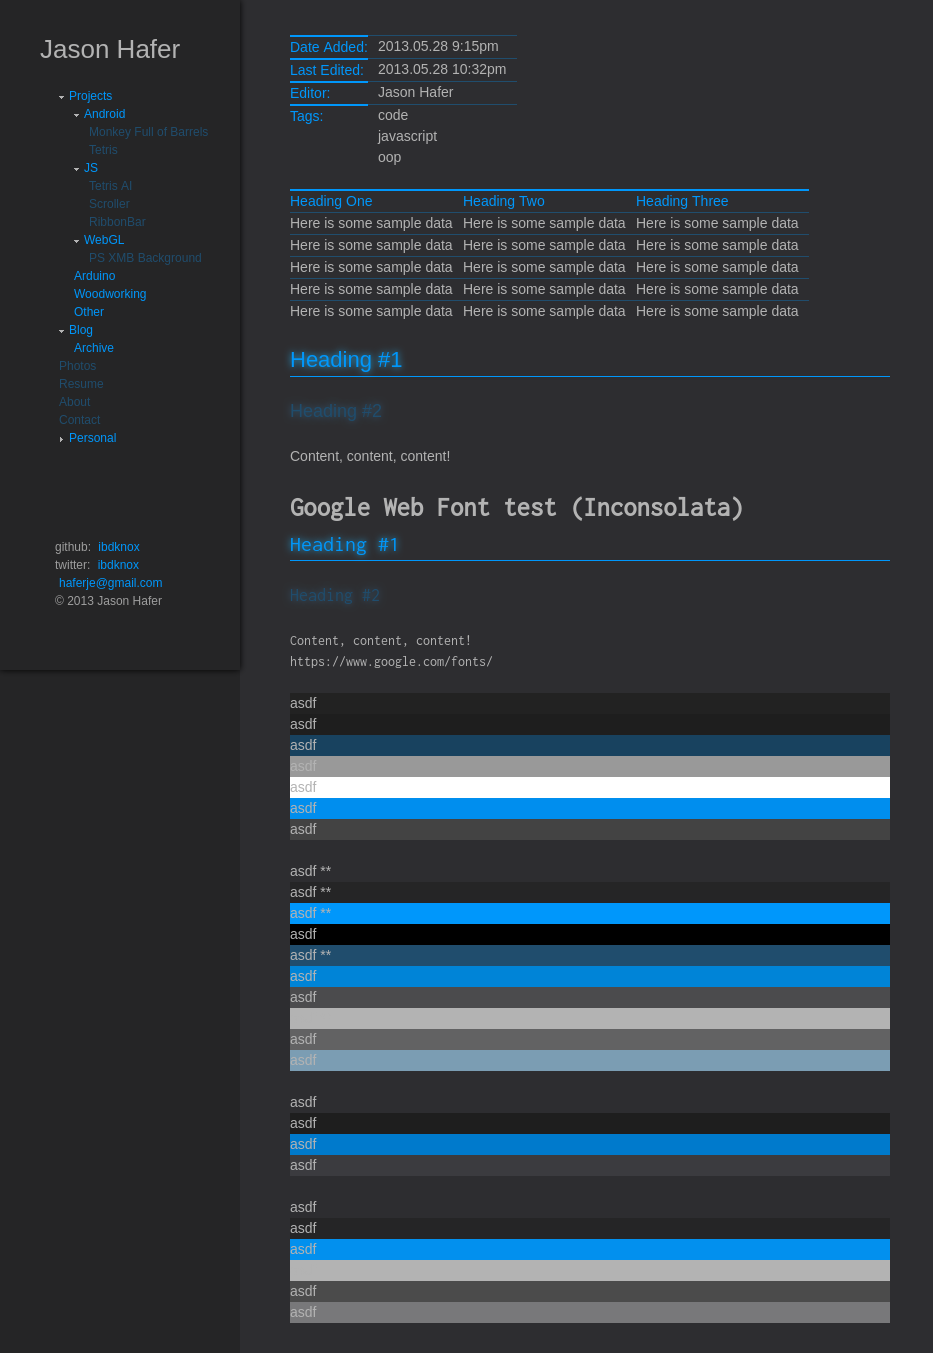 Jason Hafer
Projects
Android
Monkey Full of Barrels
Tetris
JS
Tetris AI
Scroller
RibbonBar
WebGL
PS XMB Background
Arduino
Woodworking
Other
Blog
Archive
Photos
Resume
About
Contact
Personal
github: ibdknox
twitter: ibdknox
haferje@gmail.com
© 2013 Jason Hafer
Date Added: 2013.05.28 9:15pm
Last Edited: 2013.05.28 10:32pm
Editor: Jason Hafer
Tags: code
javascript
oop
Heading One Heading Two Heading Three
Here is some sample data Here is some sample data Here is some sample data
Here is some sample data Here is some sample data Here is some sample data
Here is some sample data Here is some sample data Here is some sample data
Here is some sample data Here is some sample data Here is some sample data
Here is some sample data Here is some sample data Here is some sample data
Heading #1
Heading #2
Content, content, content!
Google Web Font test (Inconsolata)
Heading #1
Heading #2
Content, content, content!
https://www.google.com/fonts/
asdf
asdf
asdf
asdf
asdf
asdf
asdf
asdf **
asdf **
asdf **
asdf
asdf **
asdf
asdf
asdf
asdf
asdf
asdf
asdf
asdf
asdf
asdf
asdf
asdf
asdf